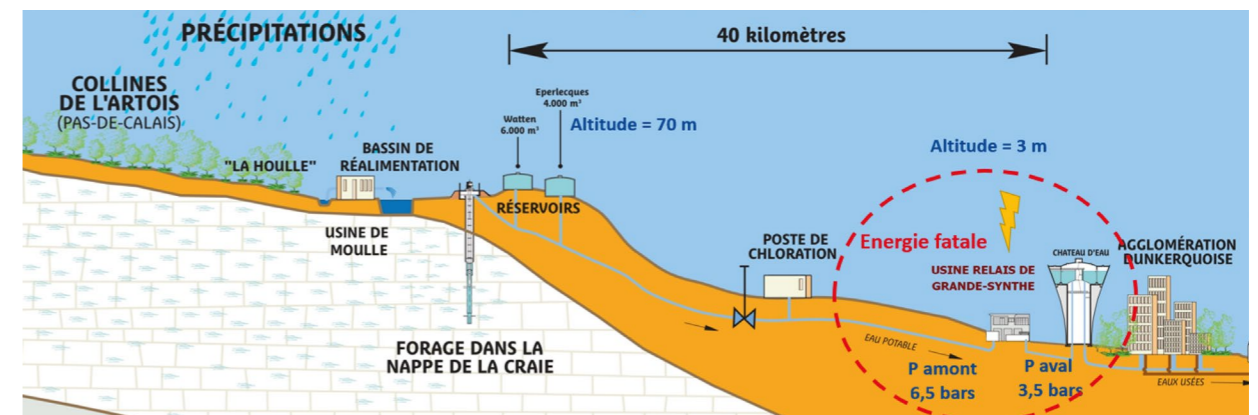 PRÉCIPITATIONS
40 kilomètres
COLLINES
DE L'ARTOIS
(PAS-DE-CALAIS)
Eperlecques
4.000 m³
Watten
6.000 m³
Altitude = 70 m
Altitude = 3 m
"LA HOULLE"
BASSIN DE
RÉALIMENTATION
RÉSERVOIRS
USINE DE
MOULLE
POSTE DE
CHLORATION
Energie fatale
USINE RELAIS DE
GRANDE-SYNTHE
CHATEAU D'EAU
AGGLOMÉRATION
DUNKERQUOISE
FORAGE DANS LA
NAPPE DE LA CRAIE
EAU POTABLE
P amont
6,5 bars
P aval
3,5 bars
EAUX USÉES